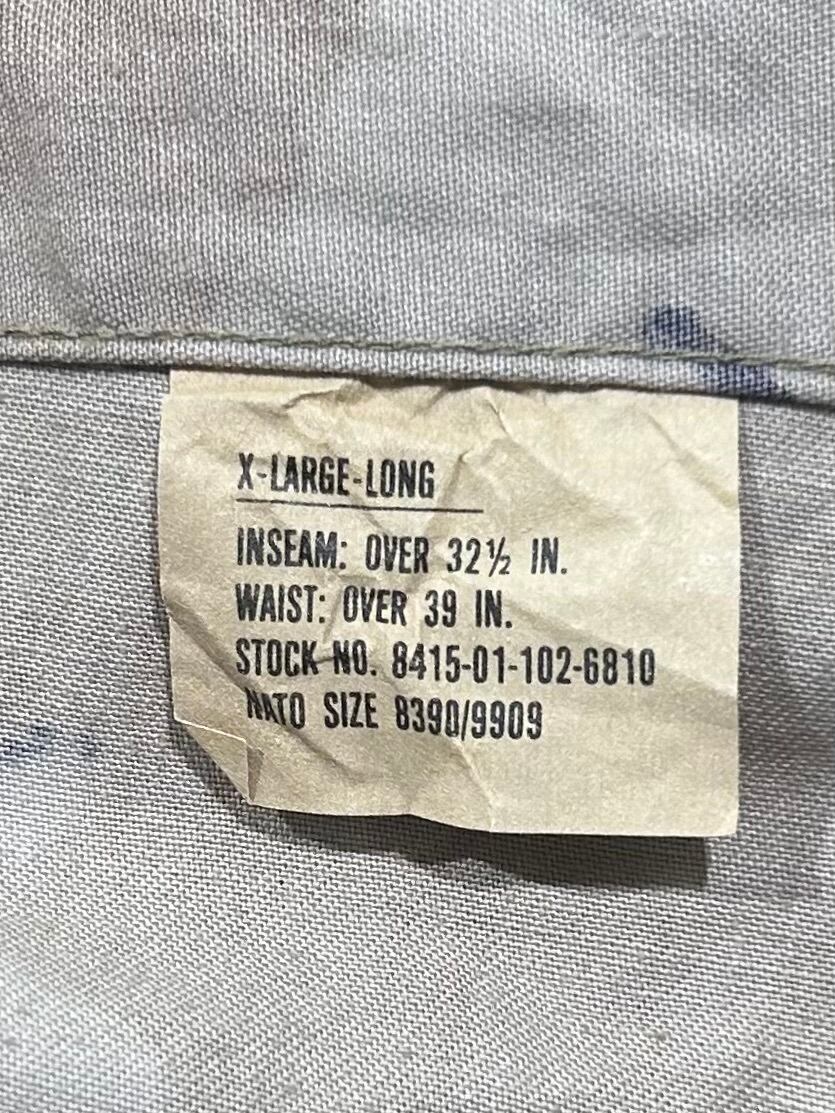 X-LARGE-LONG
INSEAM: OVER 32½ IN.
WAIST: OVER 39 IN.
STOCK NO. 8415-01-102-6810
NATO SIZE 8390/9909